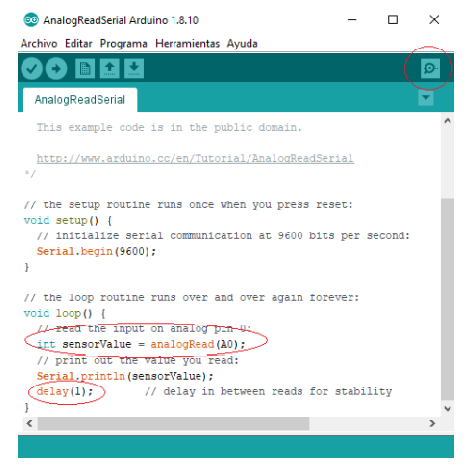 AnalogReadSerial Arduino 1.8.10
Archivo Editar Programa Herramientas Ayuda
AnalogReadSerial
This example code is in the public domain.
http://www.arduino.cc/en/Tutorial/AnalogReadSerial
*/
// the setup routine runs once when you press reset:
void setup() {
// initialize serial communication at 9600 bits per second:
Serial.begin(9600);
}
// the loop routine runs over and over again forever:
void loop() {
// read the input on analog pin 0:
int sensorValue = analogRead(A0);
// print out the value you read:
Serial.println(sensorValue);
delay(1); // delay in between reads for stability
}